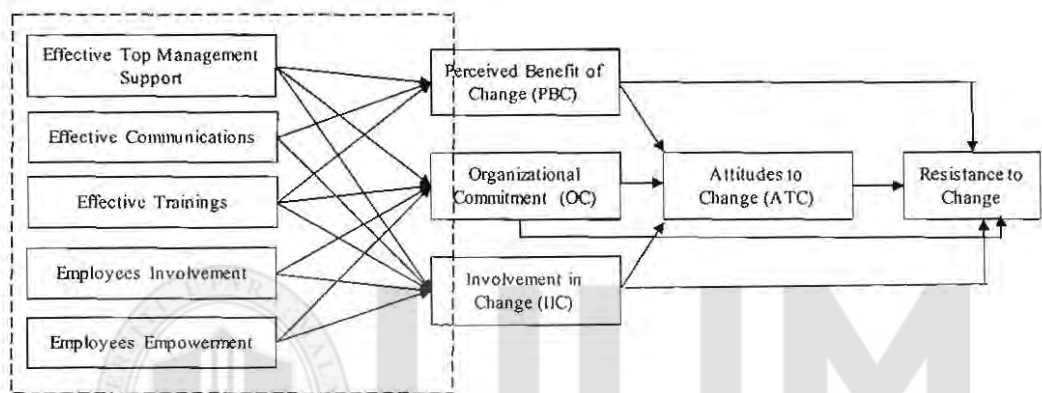 Effective Top Management
Support
Effective Communications
Effective Trainings
Employees Involvement
Employees Empowerment
Perceived Benefit of
Change (PBC)
Organizational
Commitment (OC)
Involvement in
Change (IIC)
Attitudes to
Change (ATC)
Resistance to
Change
UUM